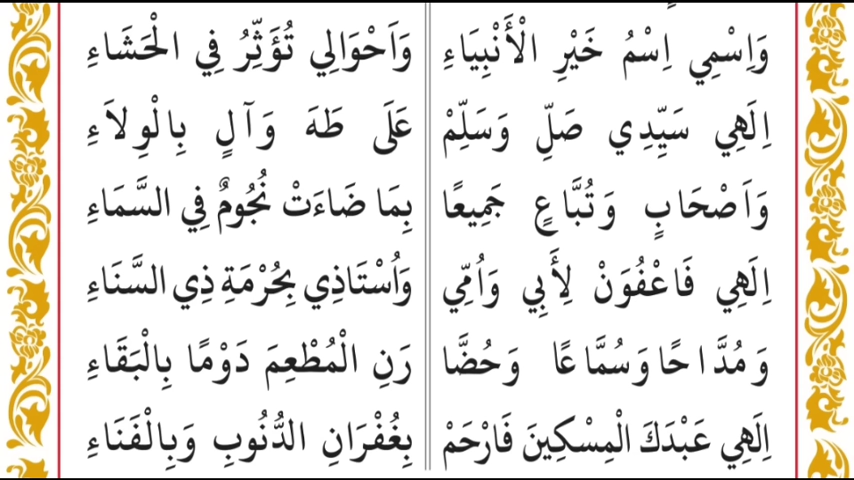 وَاِسْمِي اِسْمُ خَيْرِ الْأَنْبِيَاءِ وَاَحْوَالِي تُؤَثِّرُ فِي الْحَشَاءِ
اِلَهِي سَيِّدِي صَلِّ وَسَلِّمْ عَلَى طَهَ وَآلٍ بِالْوِلَاءِ
وَاَصْحَابٍ وَتُبَّاعٍ جَمِيعًا بِمَا ضَاءَتْ نُجُومٌ فِي السَّمَاءِ
اِلَهِي فَاعْفُوَنْ لِأَبِي وَاُمِّي وَاُسْتَاذِي بِحُرْمَةِ ذِي السَّنَاءِ
وَمُدَّاحًا وَسُمَّاعًا وَحُضَّا رَنِ الْمُطْعِمَ دَوْمًا بِالْبَقَاءِ
اِلَهِي عَبْدَكَ الْمِسْكِينَ فَارْحَمْ بِغُفْرَانِ الذُّنُوبِ وَبِالْفَنَاءِ